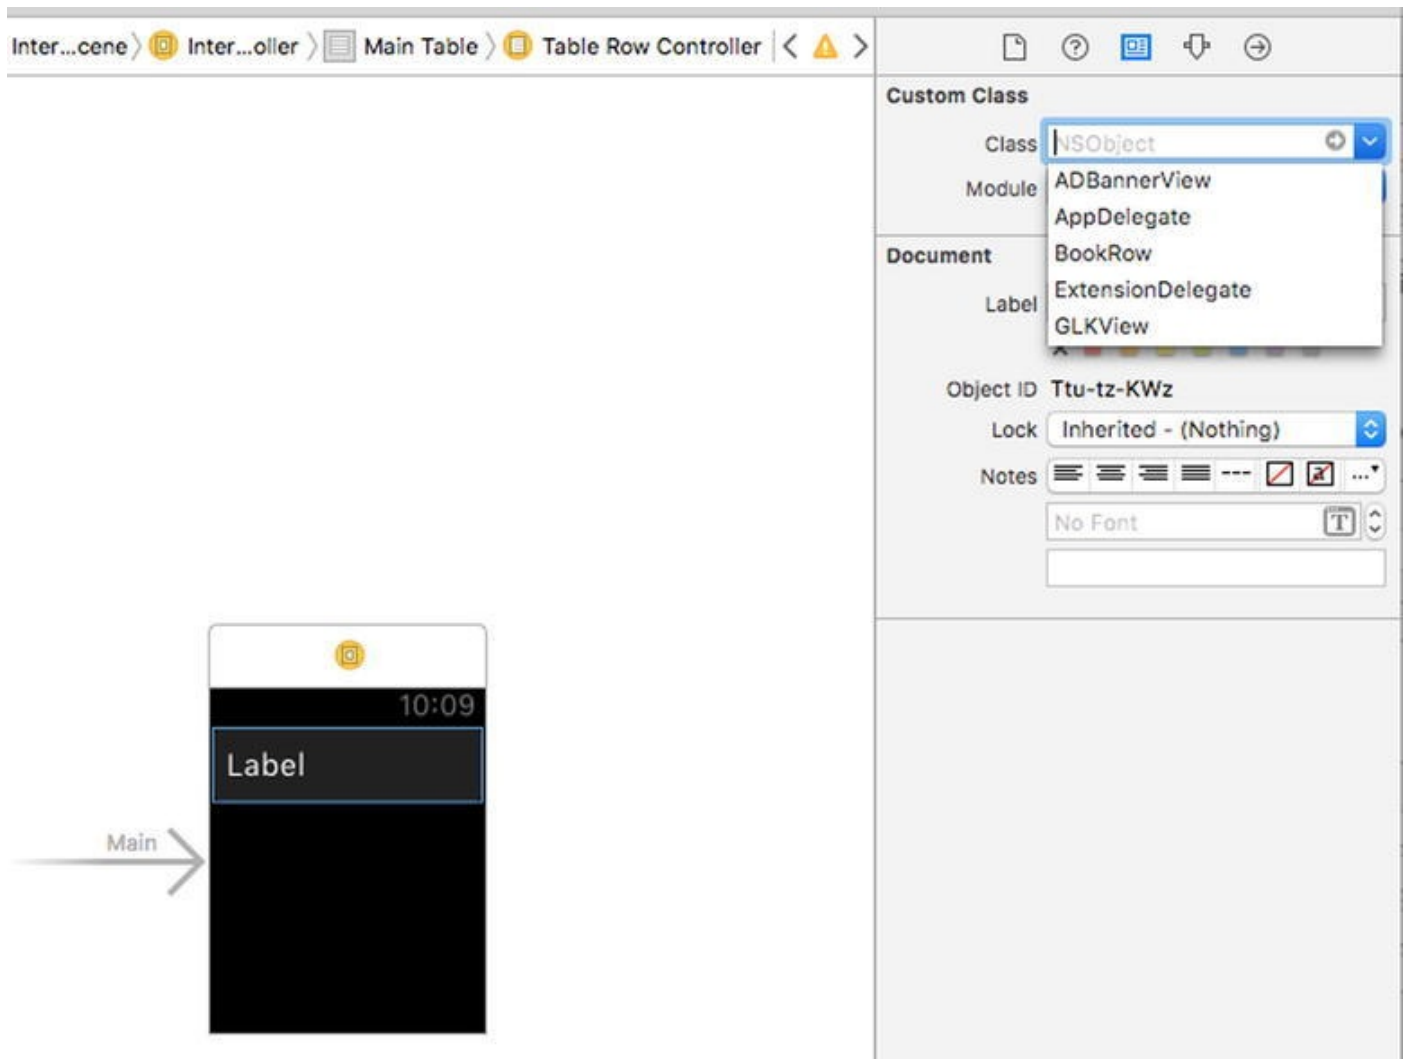 Inter...cene Inter...oller Main Table Table Row Controller
Custom Class
Class NSObject
Module
ADBannerView
AppDelegate
BookRow
ExtensionDelegate
GLKView
Document
Label
Object ID Ttu-tz-KWz
Lock Inherited - (Nothing)
Notes
No Font T
10:09
Label
Main